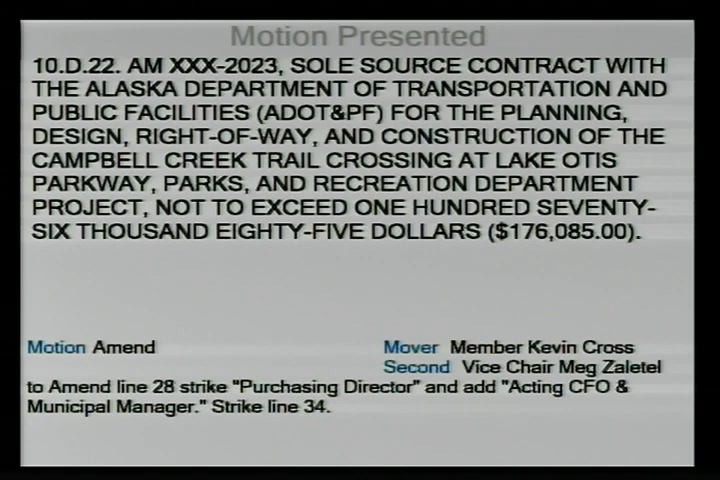 Motion Presented
10.D.22. AM XXX-2023, SOLE SOURCE CONTRACT WITH
THE ALASKA DEPARTMENT OF TRANSPORTATION AND
PUBLIC FACILITIES (ADOT&PF) FOR THE PLANNING,
DESIGN, RIGHT-OF-WAY, AND CONSTRUCTION OF THE
CAMPBELL CREEK TRAIL CROSSING AT LAKE OTIS
PARKWAY, PARKS, AND RECREATION DEPARTMENT
PROJECT, NOT TO EXCEED ONE HUNDRED SEVENTY-
SIX THOUSAND EIGHTY-FIVE DOLLARS ($176,085.00).
Motion Amend Mover Member Kevin Cross
Second Vice Chair Meg Zaletel
to Amend line 28 strike "Purchasing Director" and add "Acting CFO &
Municipal Manager." Strike line 34.